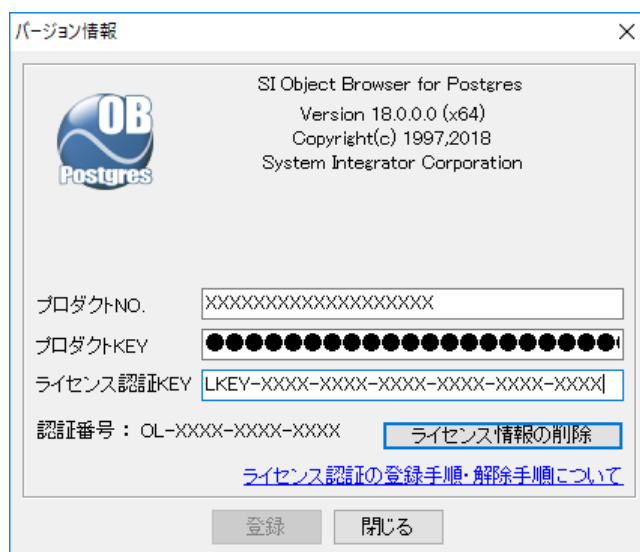 バージョン情報
OB
Postgres
SI Object Browser for Postgres
Version 18.0.0.0 (x64)
Copyright(c) 1997,2018
System Integrator Corporation
プロダクトNO. XXXXXXXXXXXXXXXXXXX
プロダクトKEY ●●●●●●●●●●●●●●●●●●●●●●●●●
ライセンス認証KEY LKEY-XXXX-XXXX-XXXX-XXXX-XXXX-XXXX
認証番号 : OL-XXXX-XXXX-XXXX ライセンス情報の削除
ライセンス認証の登録手順・解除手順について
登録 閉じる